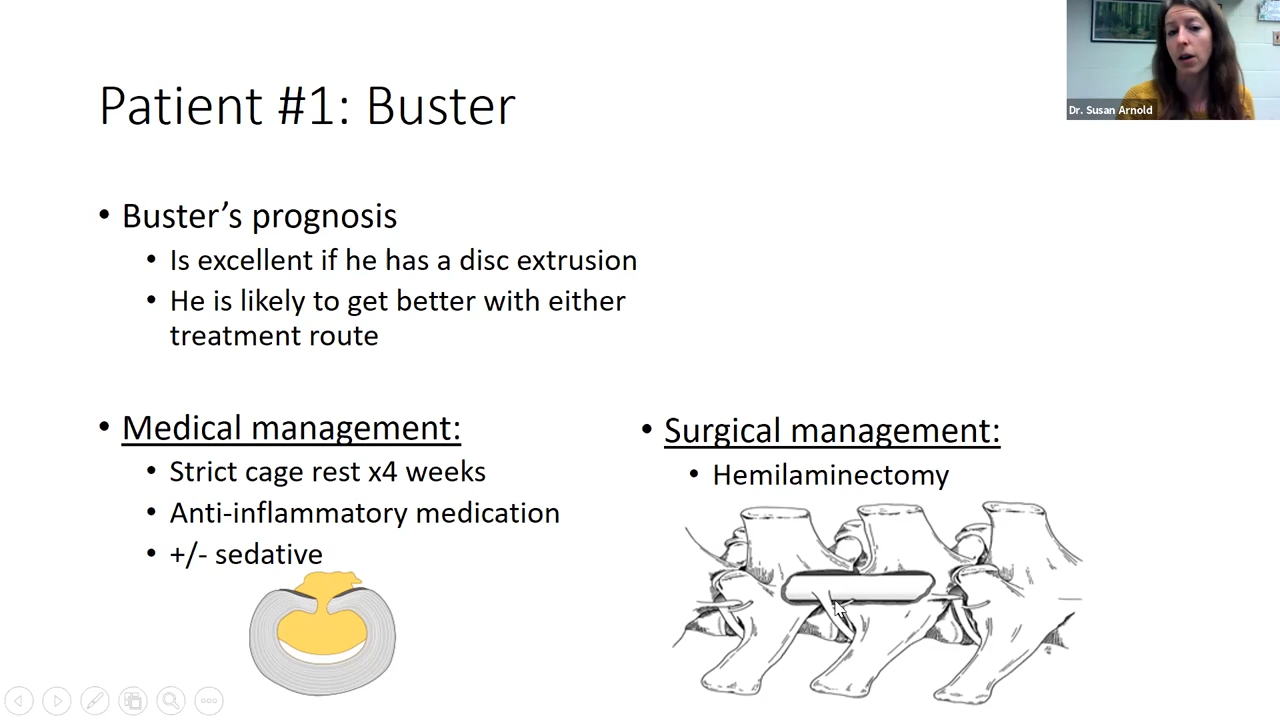 Patient #1: Buster
Dr. Susan Arnold
• Buster’s prognosis
• Is excellent if he has a disc extrusion
• He is likely to get better with either
treatment route
• Medical management:
• Strict cage rest x4 weeks
• Anti-inflammatory medication
• +/- sedative
• Surgical management:
• Hemilaminectomy